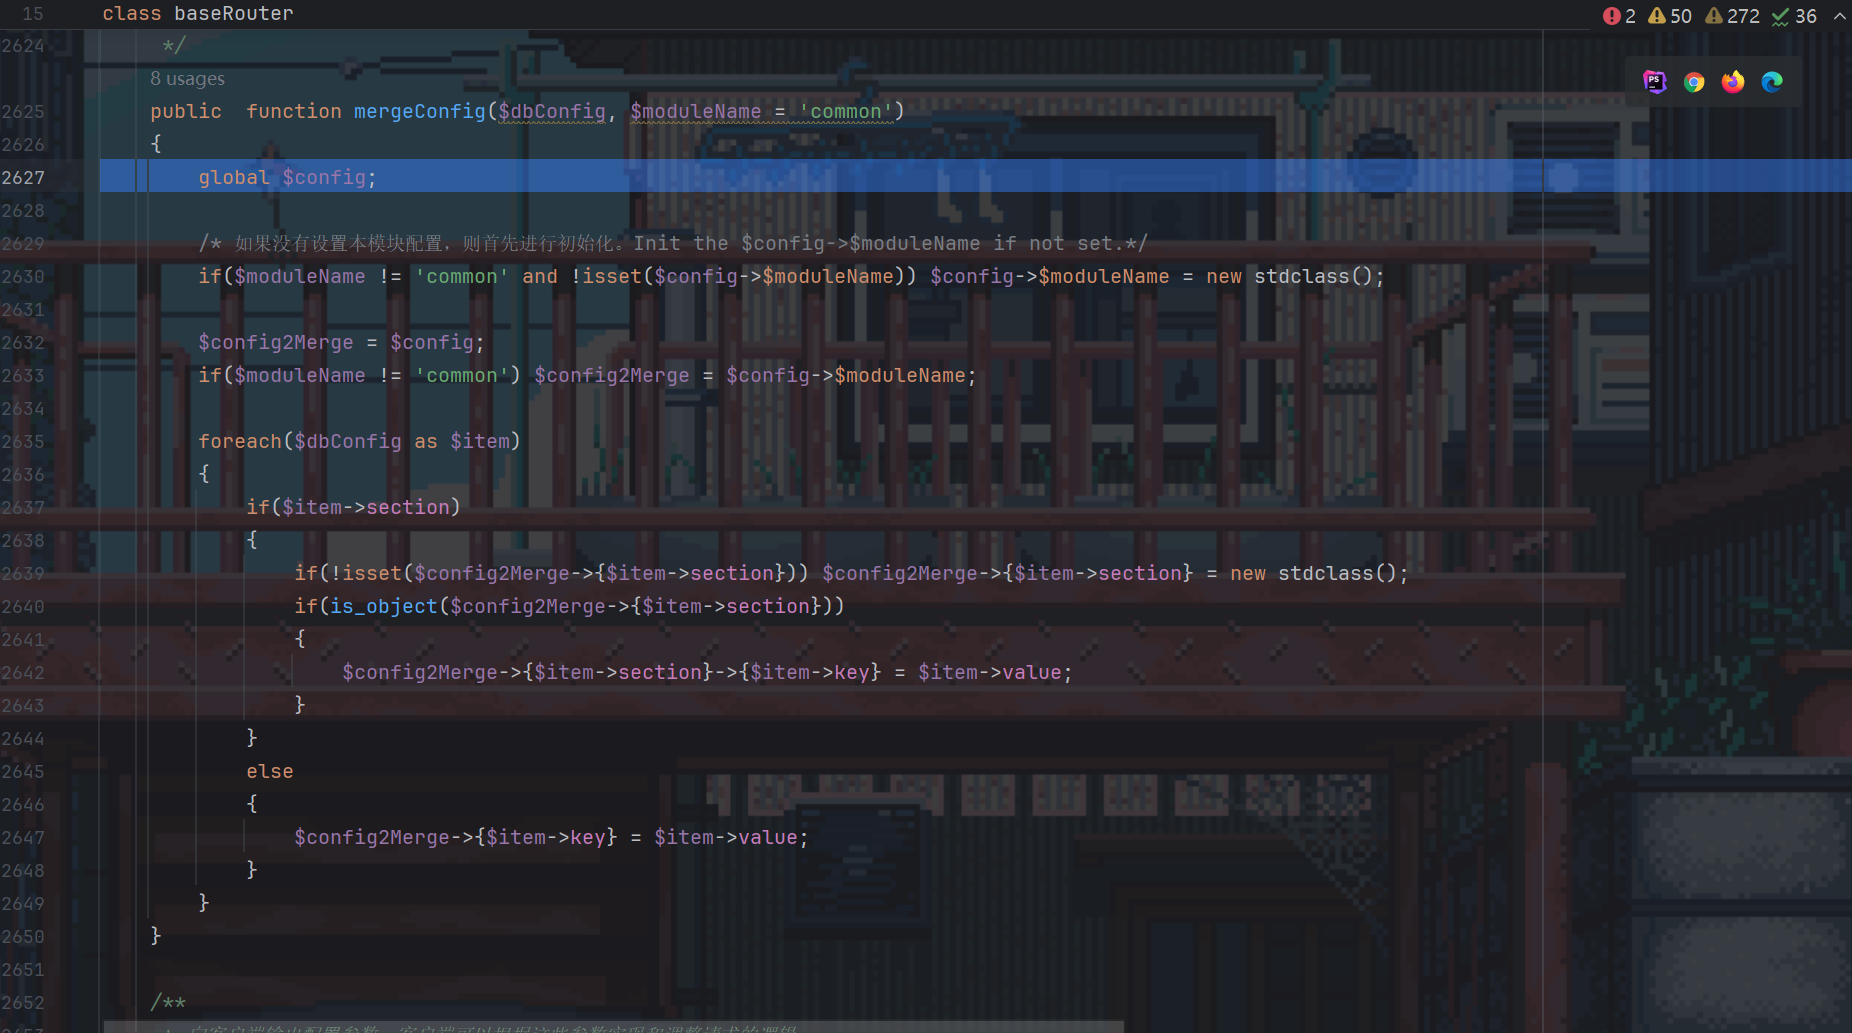 15 class baseRouter
2 50 272 36
2624 */
8 usages
PS
2625 public function mergeConfig($dbConfig, $moduleName = 'common')
2626 {
2627 global $config;
2628
2629 /* 如果没有设置本模块配置，则首先进行初始化。Init the $config->$moduleName if not set.*/
2630 if($moduleName != 'common' and !isset($config->$moduleName)) $config->$moduleName = new stdclass();
2631
2632 $config2Merge = $config;
2633 if($moduleName != 'common') $config2Merge = $config->$moduleName;
2634
2635 foreach($dbConfig as $item)
2636 {
2637 if($item->section)
2638 {
2639 if(!isset($config2Merge->{$item->section})) $config2Merge->{$item->section} = new stdclass();
2640 if(is_object($config2Merge->{$item->section}))
2641 {
2642 $config2Merge->{$item->section}->{$item->key} = $item->value;
2643 }
2644 }
2645 else
2646 {
2647 $config2Merge->{$item->key} = $item->value;
2648 }
2649 }
2650 }
2651
2652 /**